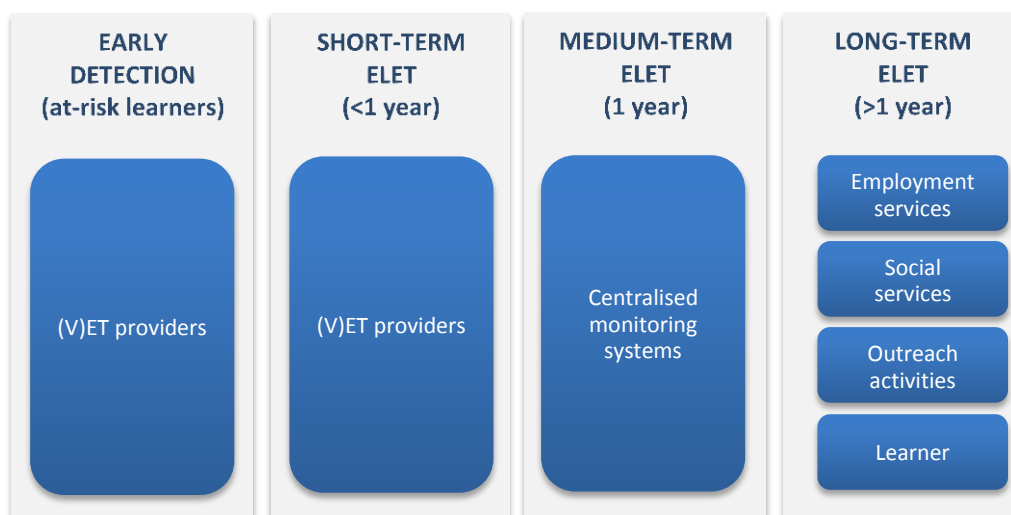 EARLY
DETECTION
(at-risk learners)
(V)ET providers
SHORT-TERM
ELET
(<1 year)
(V)ET providers
MEDIUM-TERM
ELET
(1 year)
Centralised
monitoring
systems
LONG-TERM
ELET
(>1 year)
Employment
services
Social
services
Outreach
activities
Learner